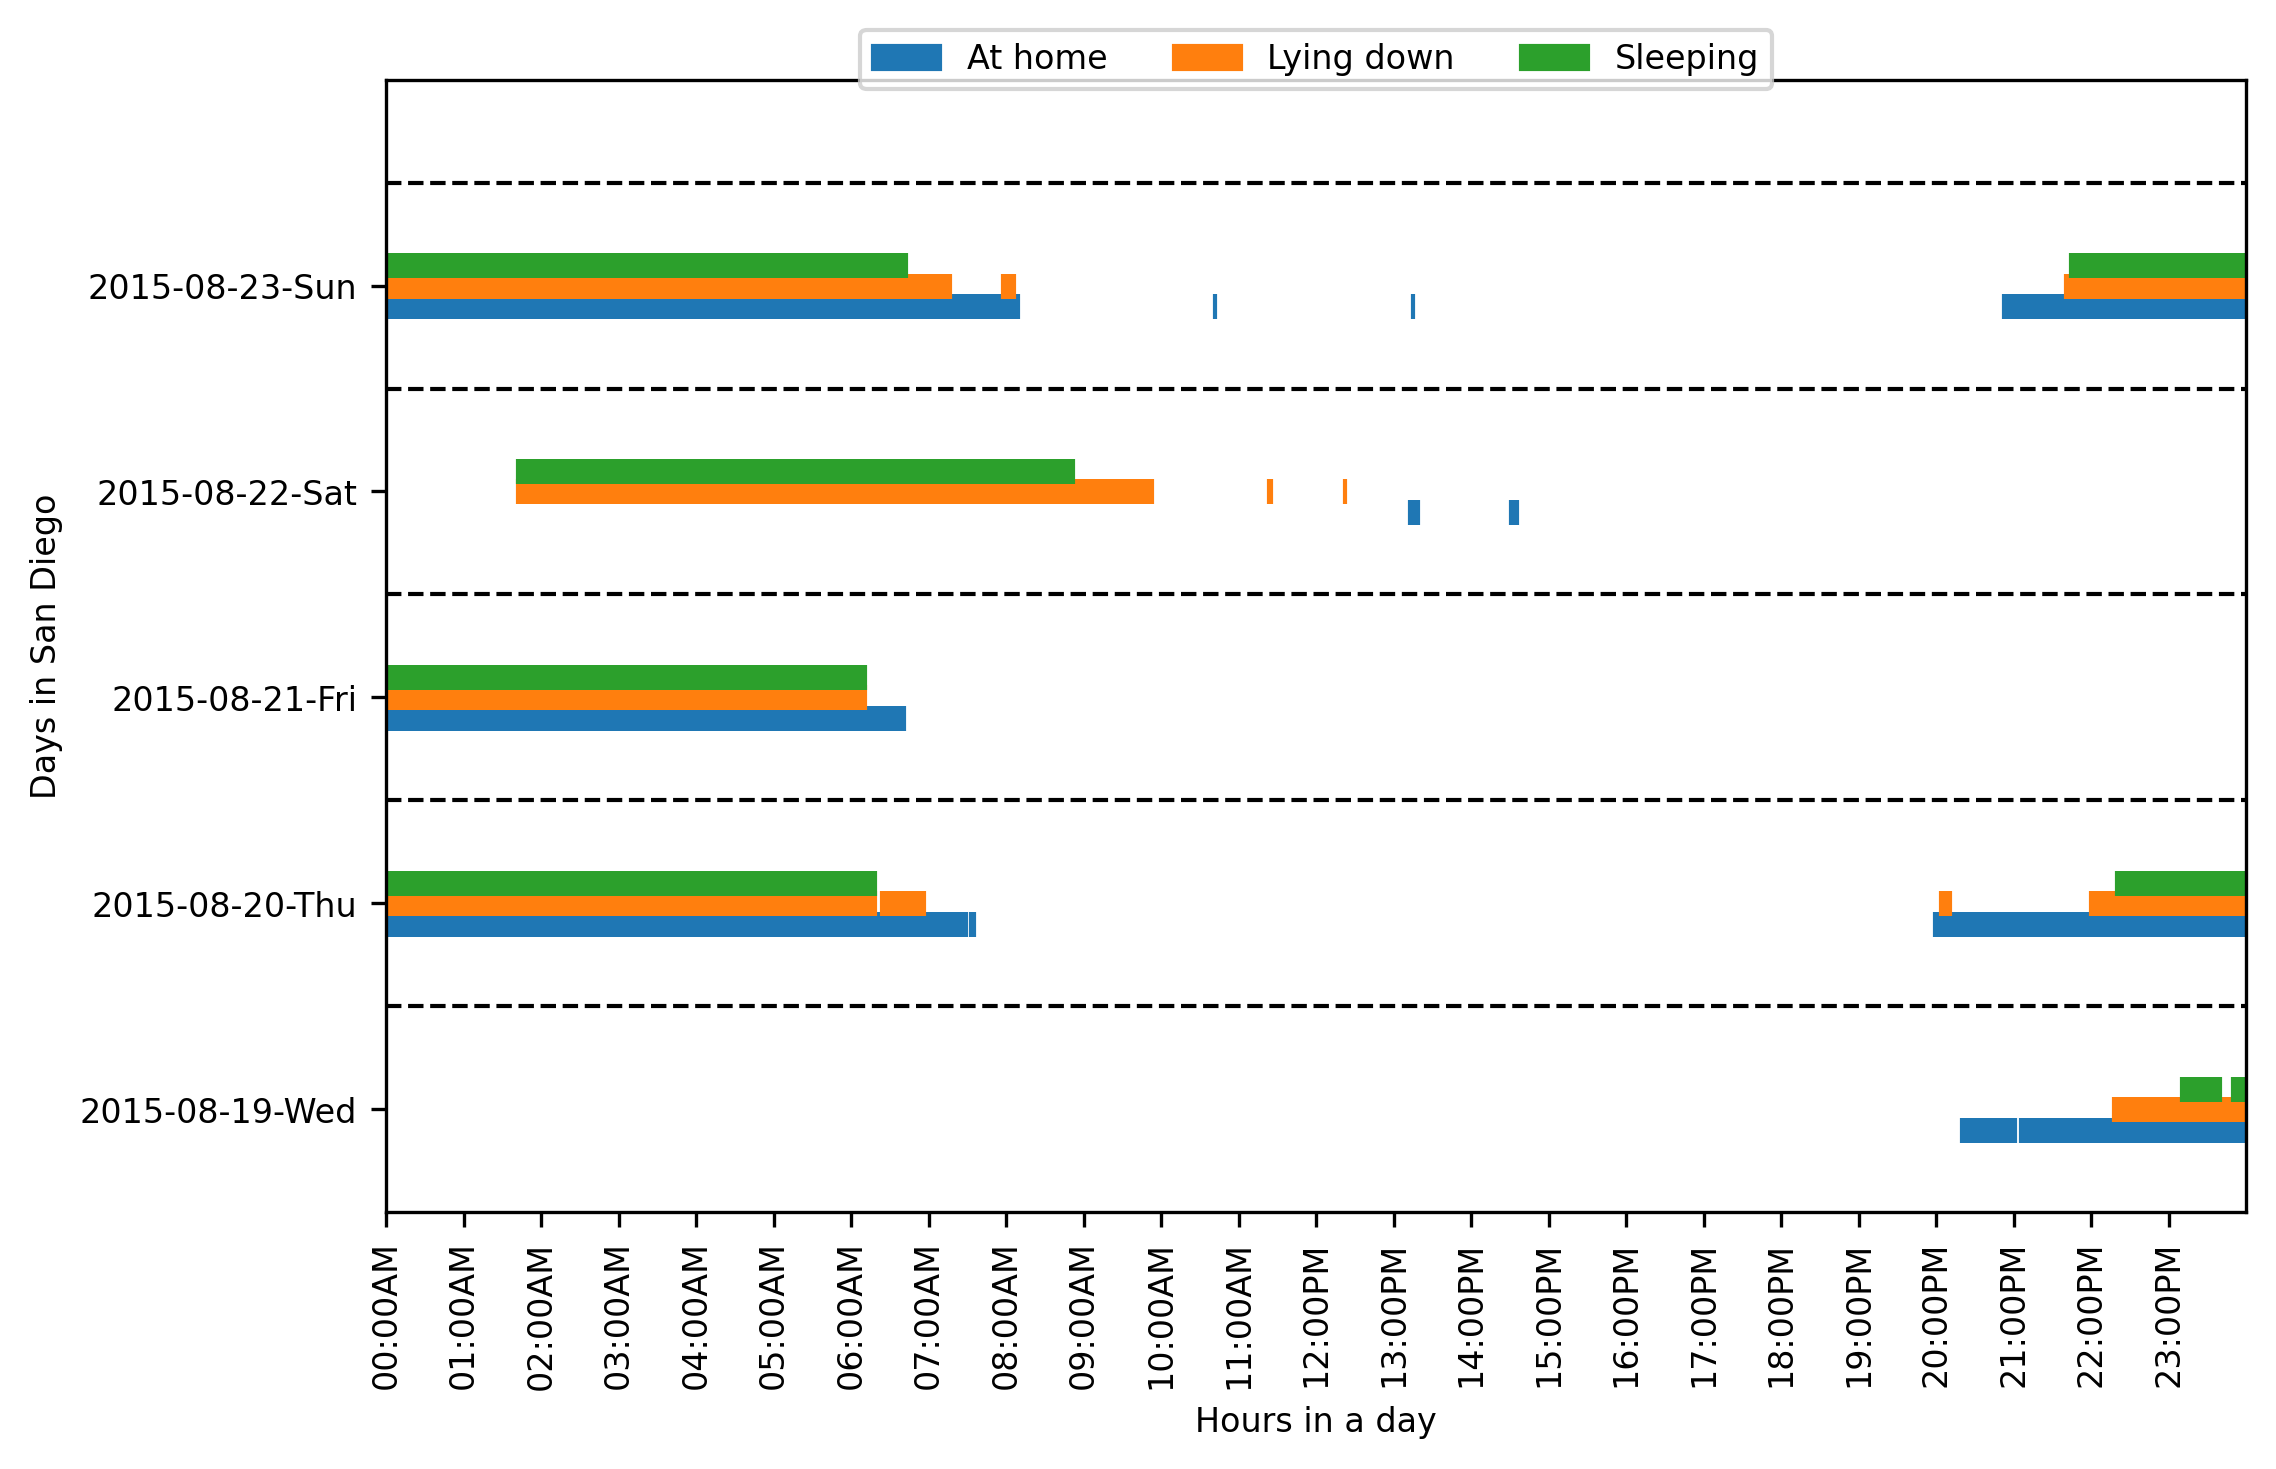 At home Lying down Sleeping
2015-08-23-Sun
2015-08-22-Sat
2015-08-21-Fri
2015-08-20-Thu
2015-08-19-Wed
Days in San Diego
00:00AM 01:00AM 02:00AM 03:00AM 04:00AM 05:00AM 06:00AM 07:00AM 08:00AM 09:00AM 10:00AM 11:00AM 12:00PM 13:00PM 14:00PM 15:00PM 16:00PM 17:00PM 18:00PM 19:00PM 20:00PM 21:00PM 22:00PM 23:00PM
Hours in a day